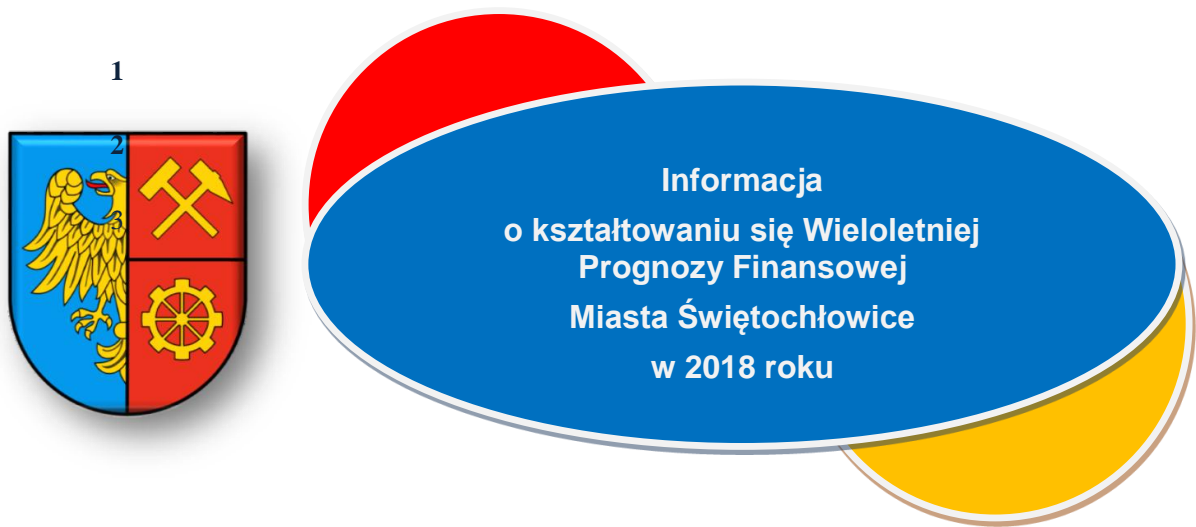 1
2
3
Informacja
o kształtowaniu się Wieloletniej
Prognozy Finansowej
Miasta Świętochłowice
w 2018 roku